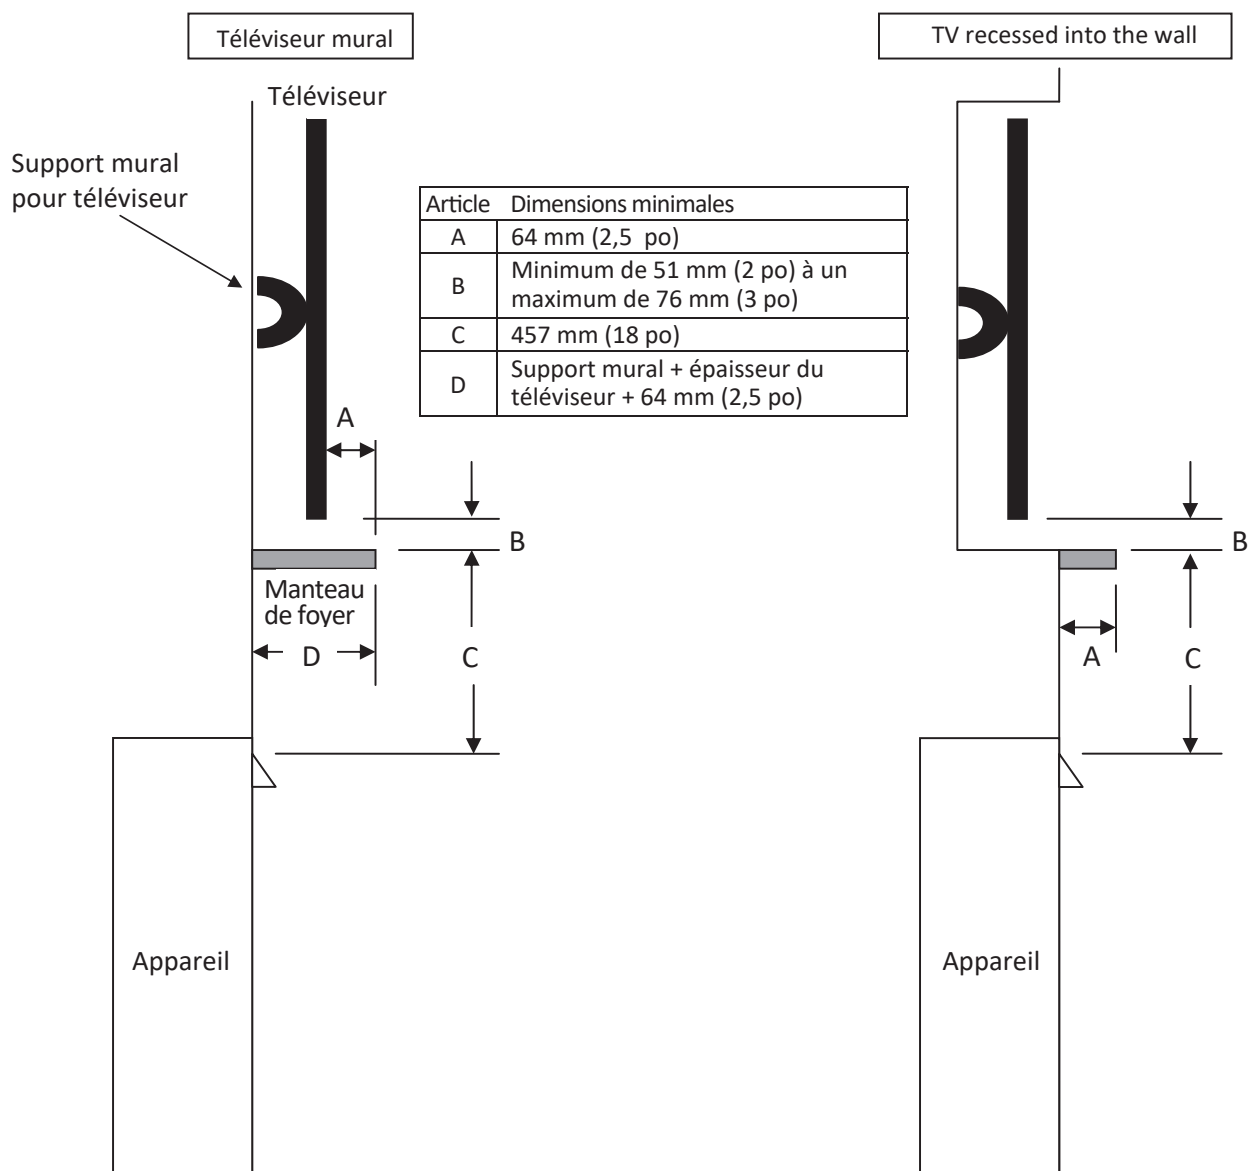 Téléviseur mural
TV recessed into the wall
Téléviseur
Support mural
pour téléviseur
Article Dimensions minimales
A 64 mm (2,5 po)
B Minimum de 51 mm (2 po) à un
maximum de 76 mm (3 po)
C 457 mm (18 po)
D Support mural + épaisseur du
téléviseur + 64 mm (2,5 po)
A
B
Manteau
de foyer
D
C
Appareil
B
A
C
Appareil